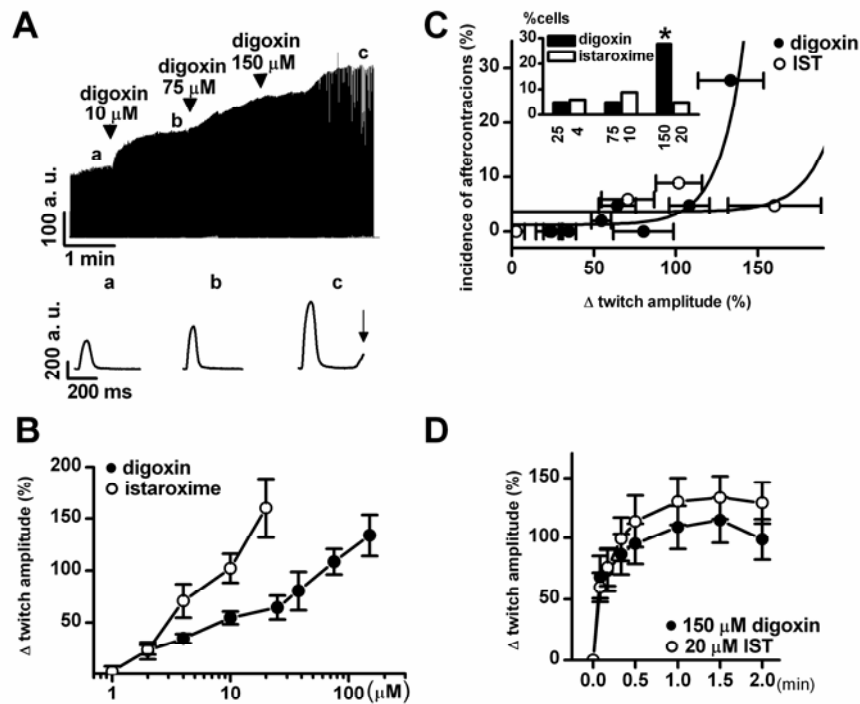 A
digoxin
10 μM
digoxin
75 μM
digoxin
150 μM
a
b
c
100 a. u.
1 min
a
b
c
200 a. u.
200 ms
B
Δ twitch amplitude (%)
200
150
100
50
digoxin
istaroxime
1
10
100 (μM)
C
incidence of aftercontracions (%)
30
20
10
0
%cells
30
20
10
0
digoxin
istaroxime
*
25
4
75
10
150
20
digoxin
IST
0
50
100
150
Δ twitch amplitude (%)
D
Δ twitch amplitude (%)
150
100
50
0
150 μM digoxin
20 μM IST
0.0 0.5 1.0 1.5 2.0 (min)